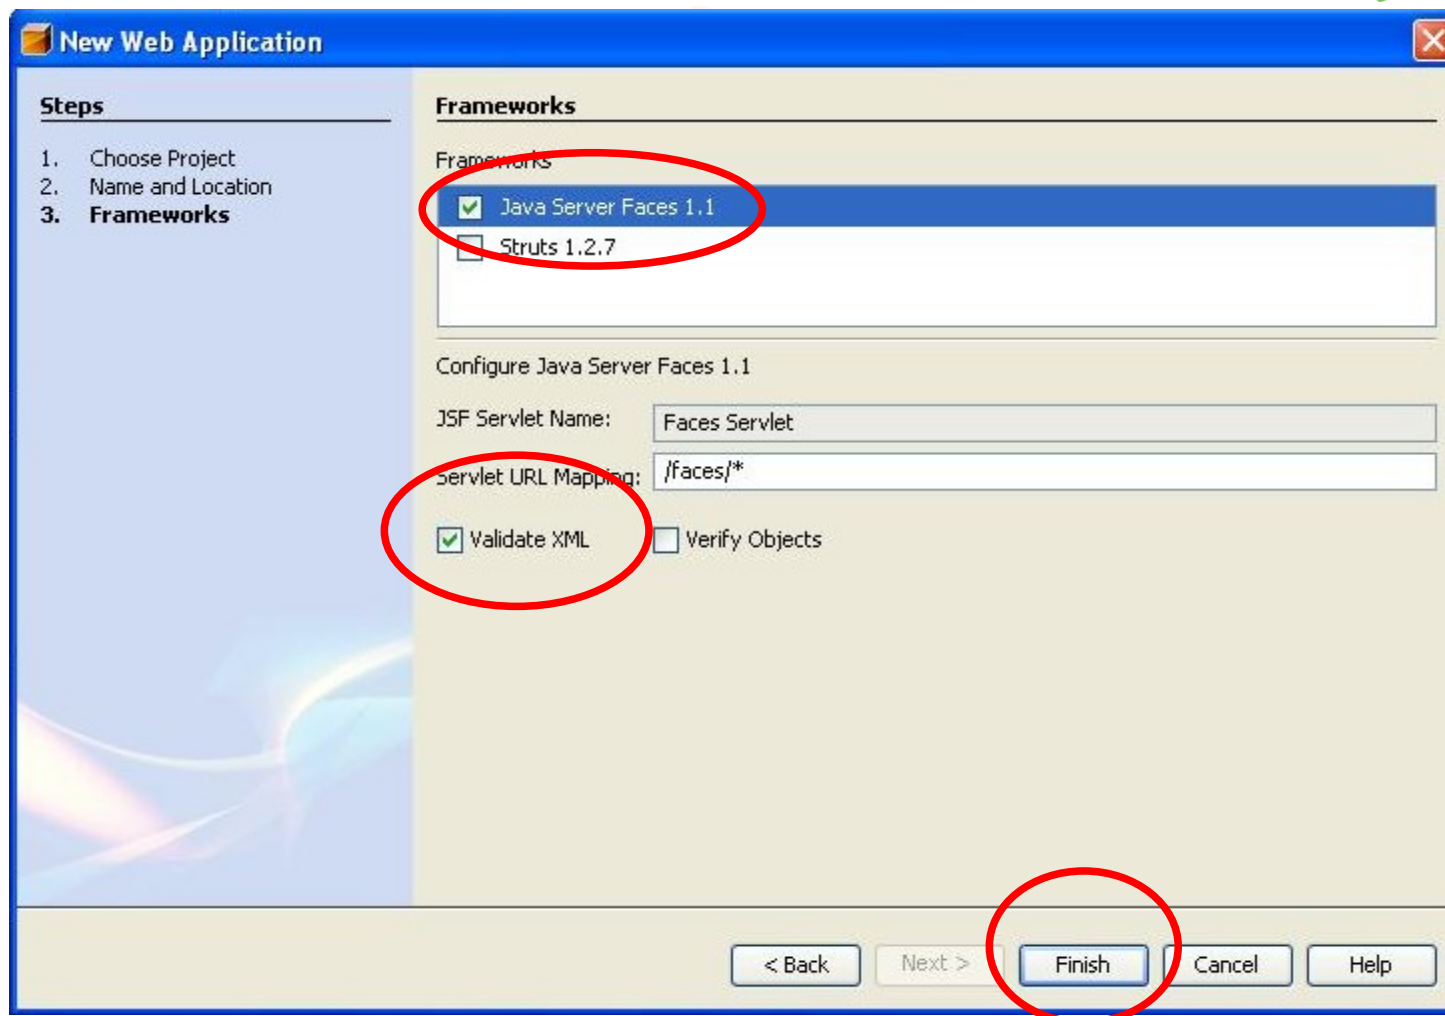 New Web Application
Steps
1. Choose Project
2. Name and Location
3. Frameworks
Frameworks
Frameworks
Java Server Faces 1.1
Struts 1.2.7
Configure Java Server Faces 1.1
JSF Servlet Name: Faces Servlet
Servlet URL Mapping: /faces/*
Validate XML Verify Objects
< Back Next > Finish Cancel Help